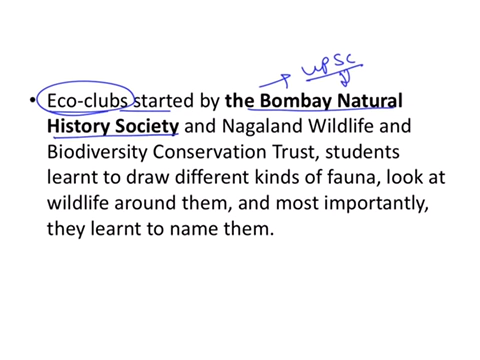 UPSC
• Eco-clubs started by the Bombay Natural
History Society and Nagaland Wildlife and
Biodiversity Conservation Trust, students
learnt to draw different kinds of fauna, look at
wildlife around them, and most importantly,
they learnt to name them.